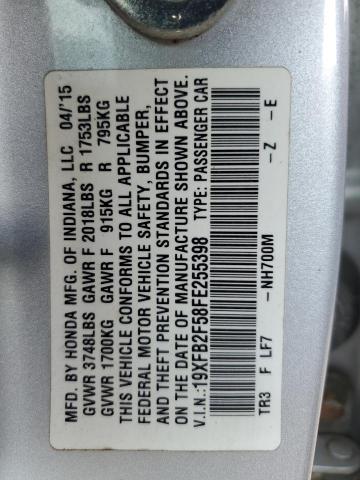 MFD. BY HONDA MFG. OF INDIANA, LLC 04/'15
GVWR 3748LBS GAWR F 2018LBS R 1753LBS
GVWR 1700KG GAWR F 915KG R 795KG
THIS VEHICLE CONFORMS TO ALL APPLICABLE
FEDERAL MOTOR VEHICLE SAFETY, BUMPER,
AND THEFT PREVENTION STANDARDS IN EFFECT
ON THE DATE OF MANUFACTURE SHOWN ABOVE.
V.I.N.:19XFB2F58FE255398 TYPE: PASSENGER CAR
TR3 F LF7 -NH700M -Z -E